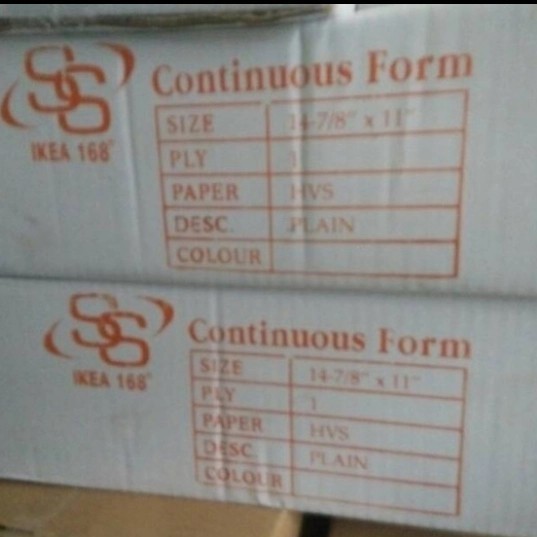 SS
IKEA 168
Continuous Form
SIZE 14-7/8" x 11"
PLY 1
PAPER HVS
DESC. PLAIN
COLOUR
SS
IKEA 168
Continuous Form
SIZE 14-7/8" x 11"
PLY 1
PAPER HVS
DESC. PLAIN
COLOUR